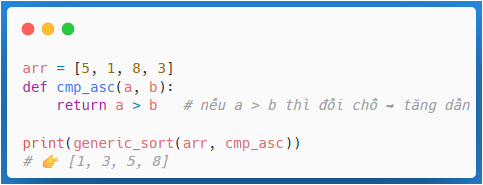 arr = [5, 1, 8, 3]
def cmp_asc(a, b):
    return a > b   # nếu a > b thì đổi chỗ → tăng dần
print(generic_sort(arr, cmp_asc))
# 👉 [1, 3, 5, 8]